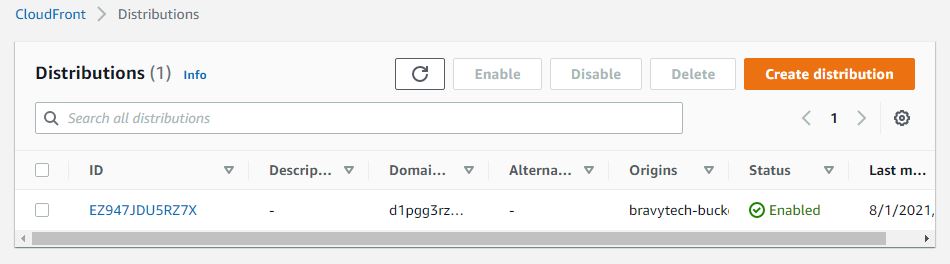 CloudFront > Distributions
Distributions (1) Info Enable Disable Delete Create distribution
Search all distributions 1
ID Descrip... Domai... Alterna... Origins Status Last m...
EZ947JDU5RZ7X - d1pgg3rz... - bravytech-bucke Enabled 8/1/2021,